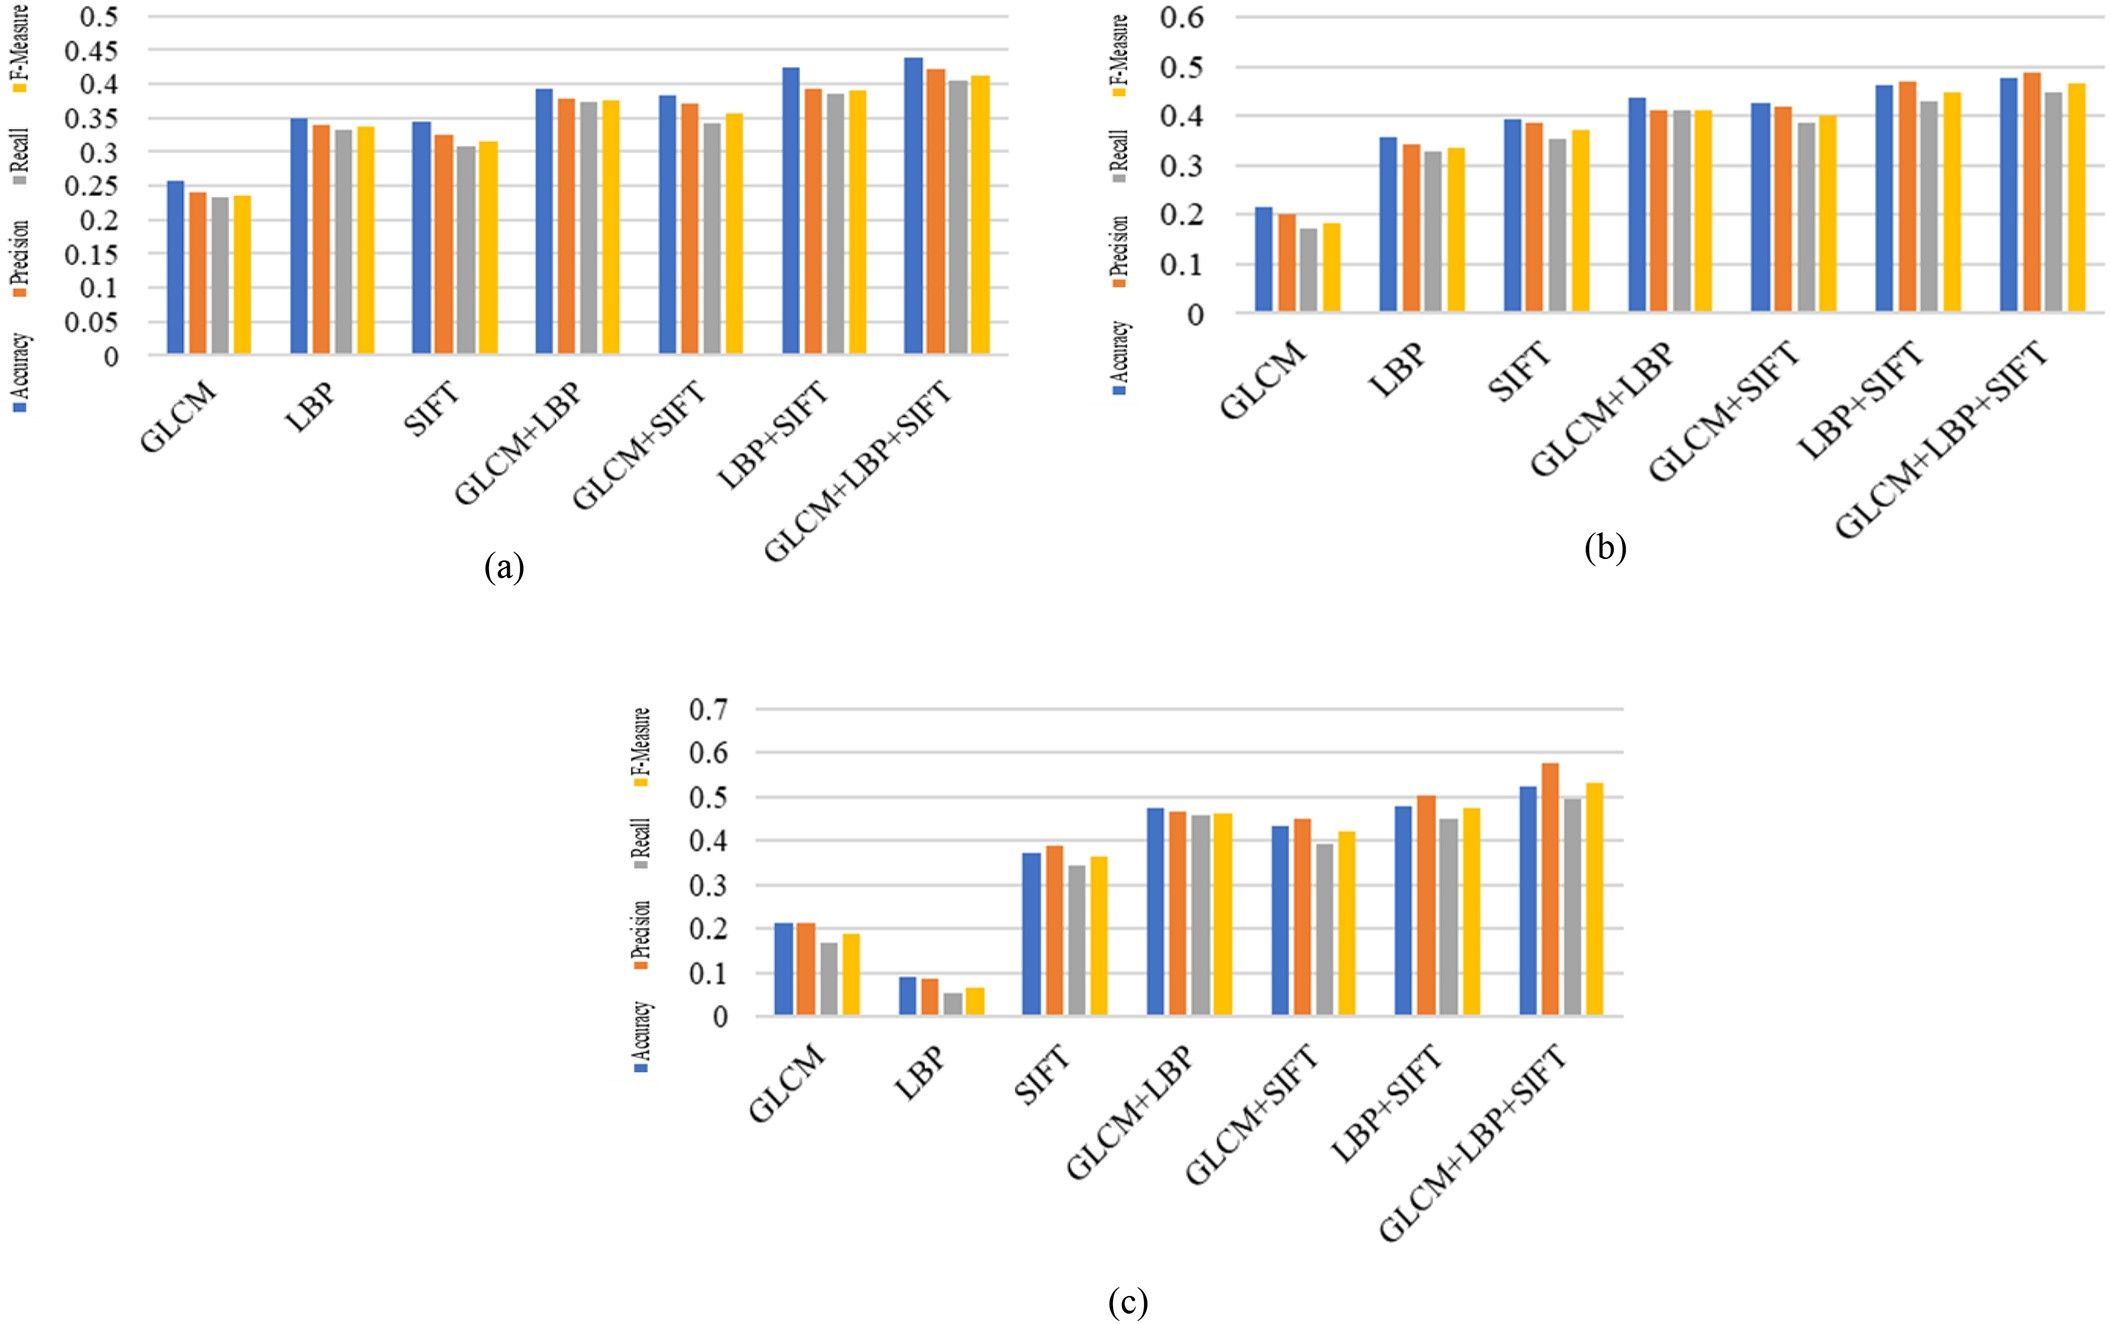 0.5
0.45
0.4
0.35
0.3
0.25
0.2
0.15
0.1
0.05
0
Accuracy Precision Recall F-Measure
GLCM
LBP
SIFT
GLCM+LBP
GLCM+SIFT
LBP+SIFT
GLCM+LBP+SIFT
(a)
0.6
0.5
0.4
0.3
0.2
0.1
0
Accuracy Precision Recall F-Measure
GLCM
LBP
SIFT
GLCM+LBP
GLCM+SIFT
LBP+SIFT
GLCM+LBP+SIFT
(b)
0.7
0.6
0.5
0.4
0.3
0.2
0.1
0
Accuracy Precision Recall F-Measure
GLCM
LBP
SIFT
GLCM+LBP
GLCM+SIFT
LBP+SIFT
GLCM+LBP+SIFT
(c)